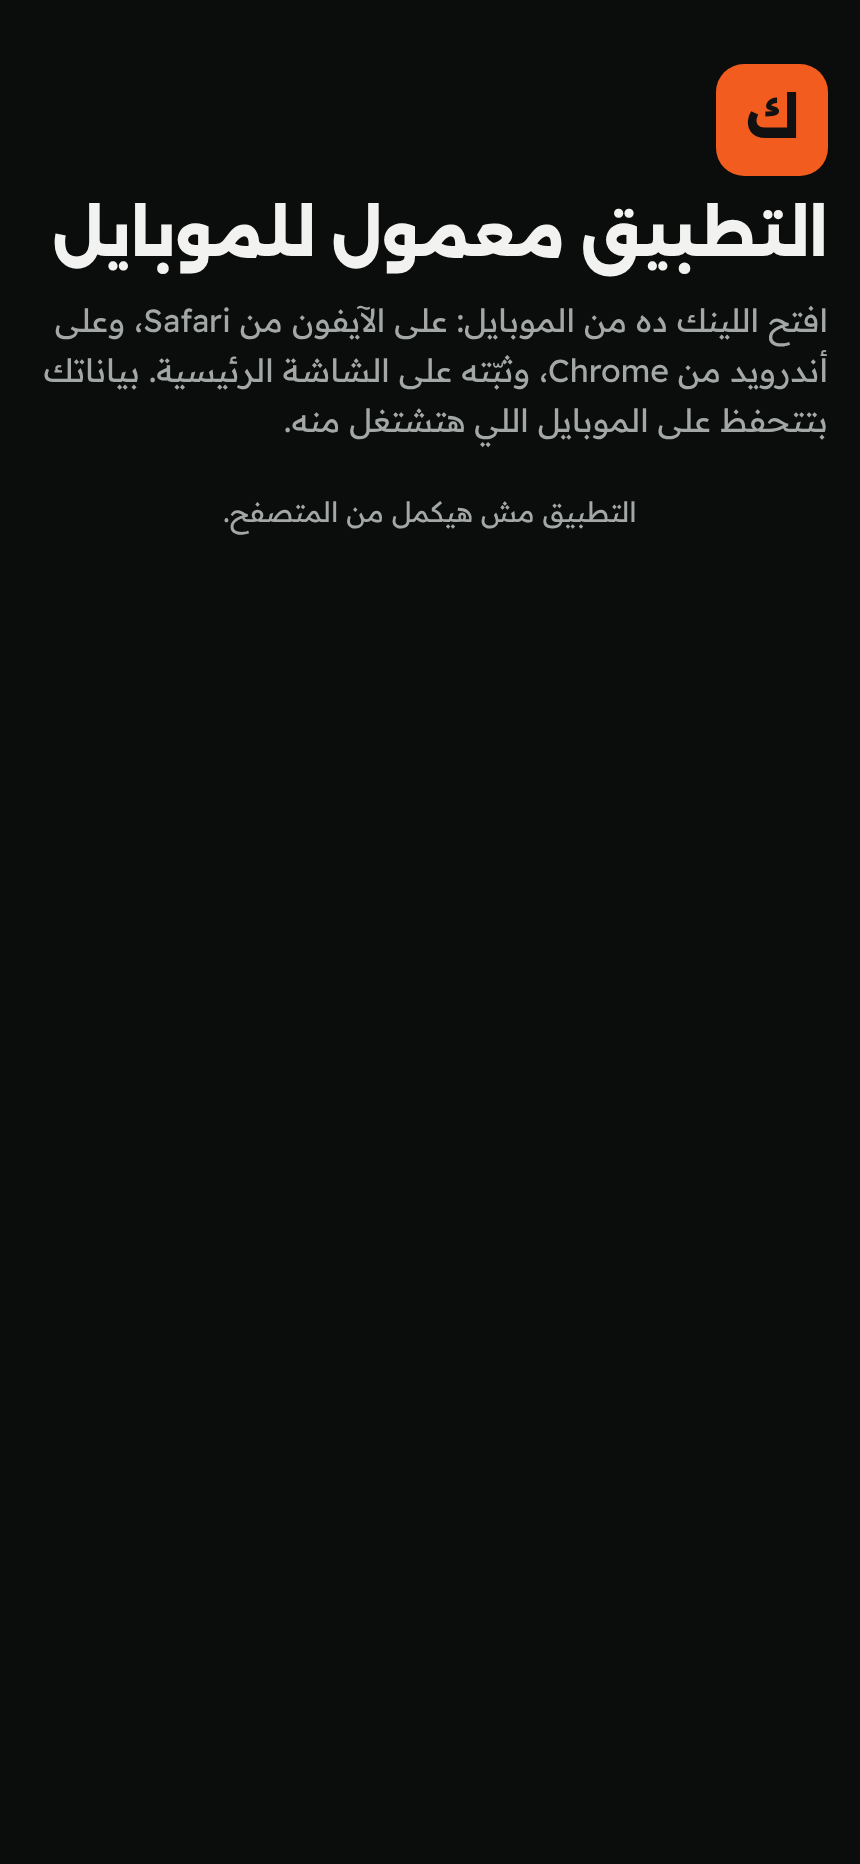 ك
التطبيق معمول للموبايل
افتح اللينك ده من الموبايل: على الآيفون من Safari، وعلى
أندرويد من Chrome، وثبّته على الشاشة الرئيسية. بياناتك
بتتحفظ على الموبايل اللي هتشتغل منه.
التطبيق مش هيكمل من المتصفح.